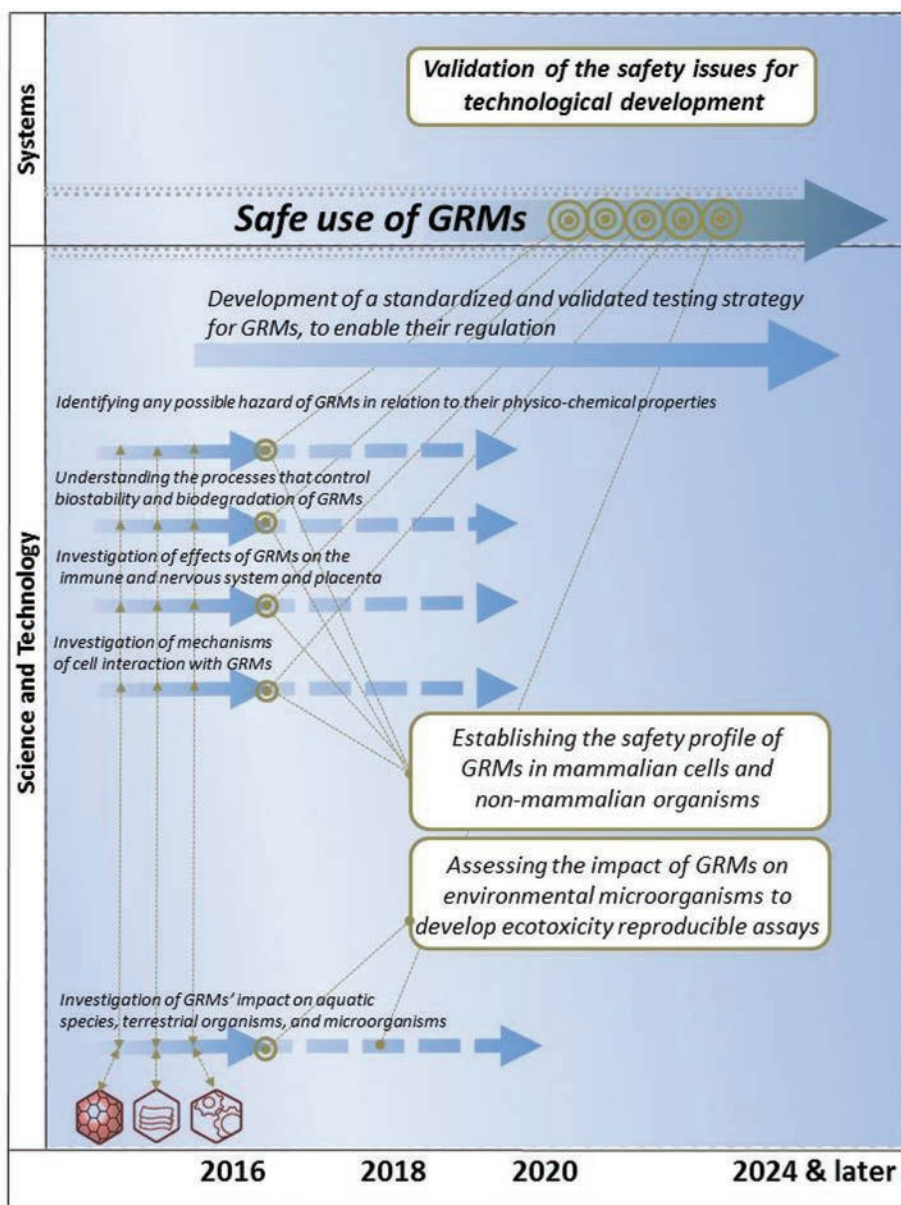 Systems
Validation of the safety issues for
technological development
Safe use of GRMs
Science and Technology
Development of a standardized and validated testing strategy
for GRMs, to enable their regulation
Identifying any possible hazard of GRMs in relation to their physico-chemical properties
Understanding the processes that control
biostability and biodegradation of GRMs
Investigation of effects of GRMs on the
immune and nervous system and placenta
Investigation of mechanisms
of cell interaction with GRMs
Establishing the safety profile of
GRMs in mammalian cells and
non-mammalian organisms
Assessing the impact of GRMs on
environmental microorganisms to
develop ecotoxicity reproducible assays
Investigation of GRMs' impact on aquatic
species, terrestrial organisms, and microorganisms
2016 2018 2020 2024 & later